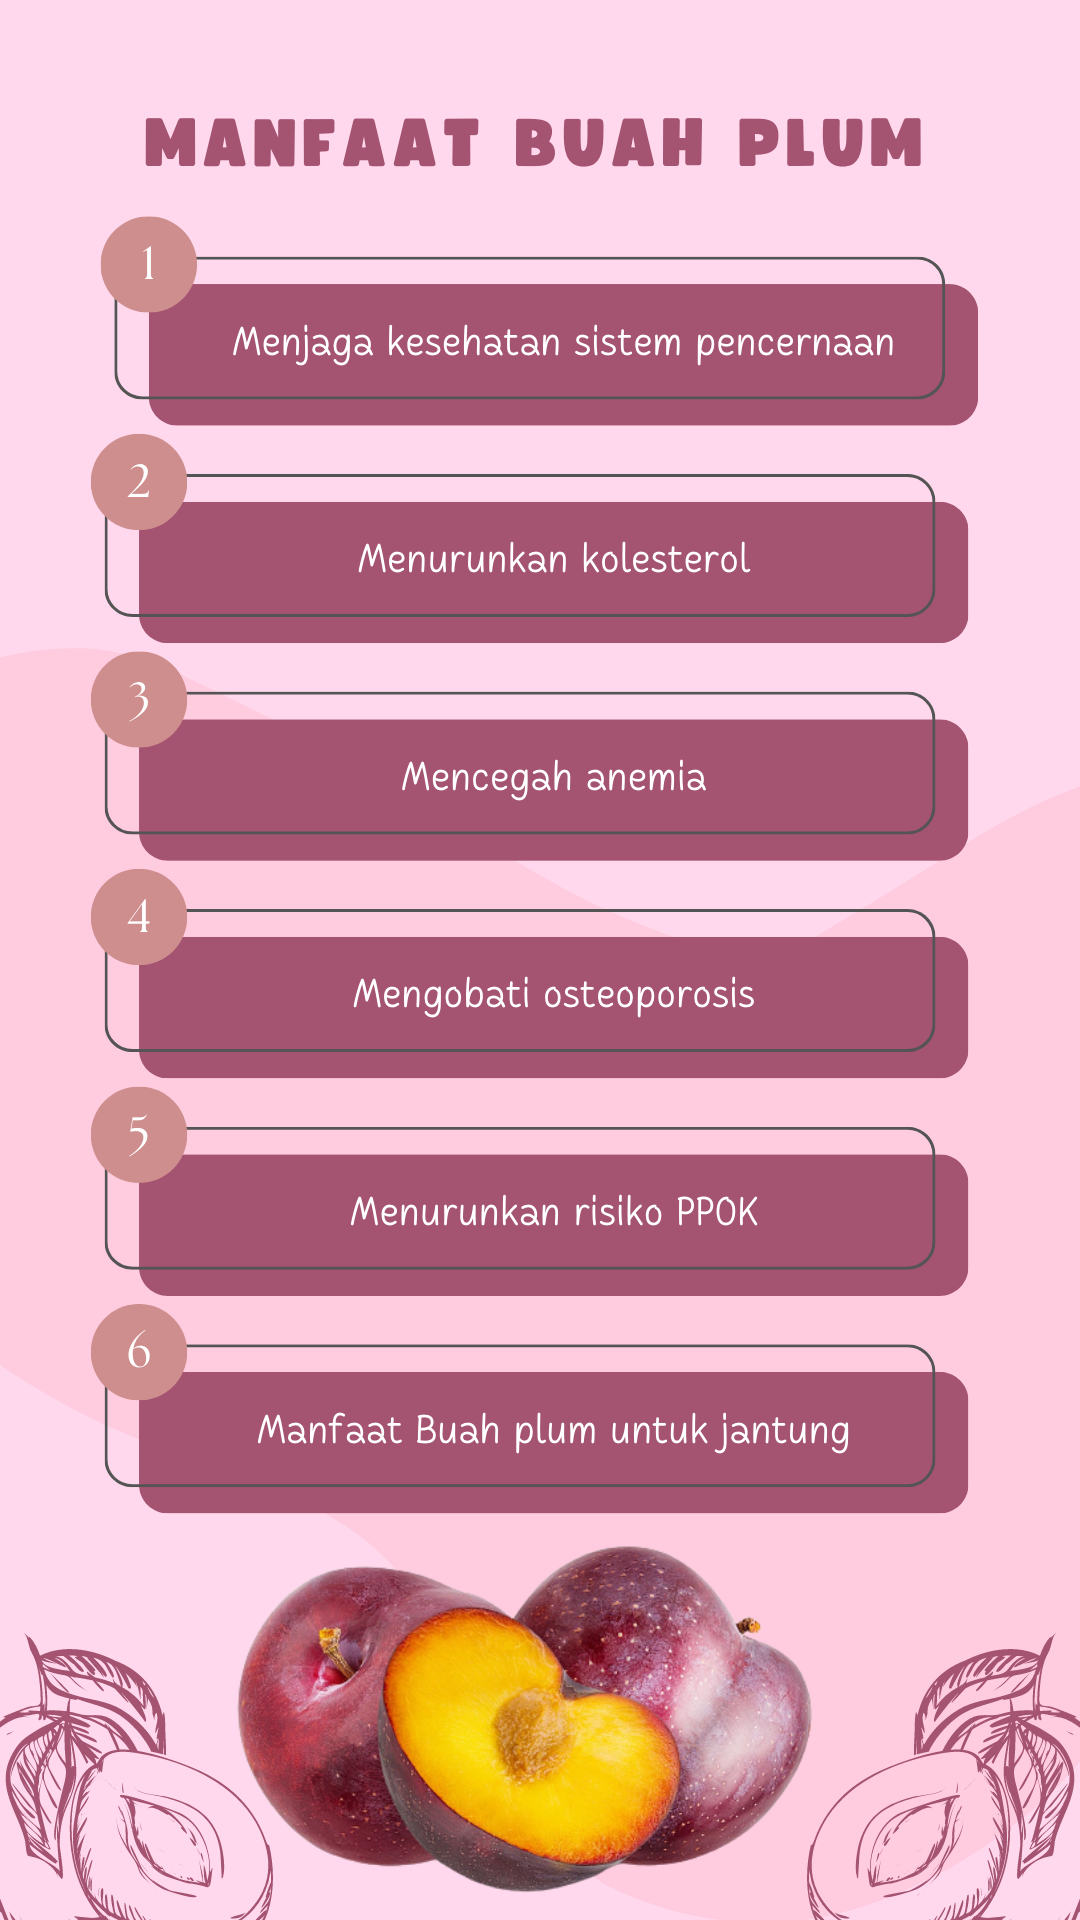 MANFAAT BUAH PLUM
1
Menjaga kesehatan sistem pencernaan
2
Menurunkan kolesterol
3
Mencegah anemia
4
Mengobati osteoporosis
5
Menurunkan risiko PPOK
6
Manfaat Buah plum untuk jantung